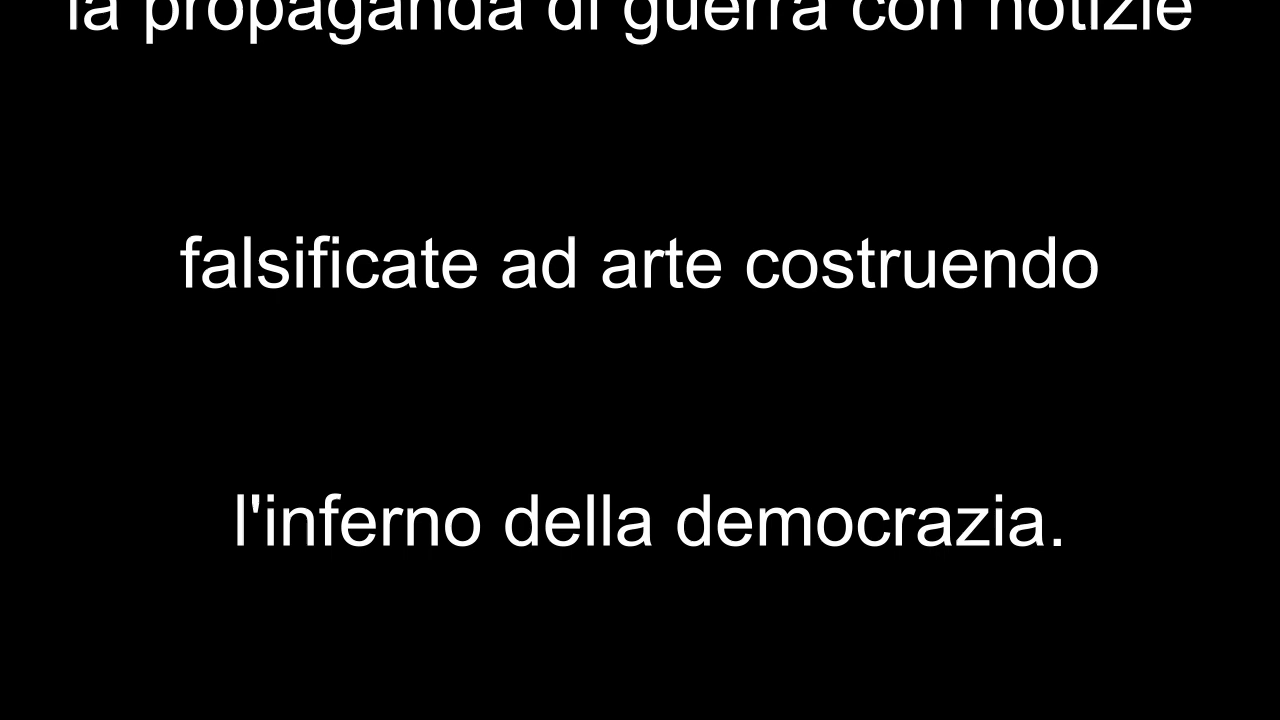 la propaganda di guerra con notizie
falsificate ad arte costruendo
l'inferno della democrazia.